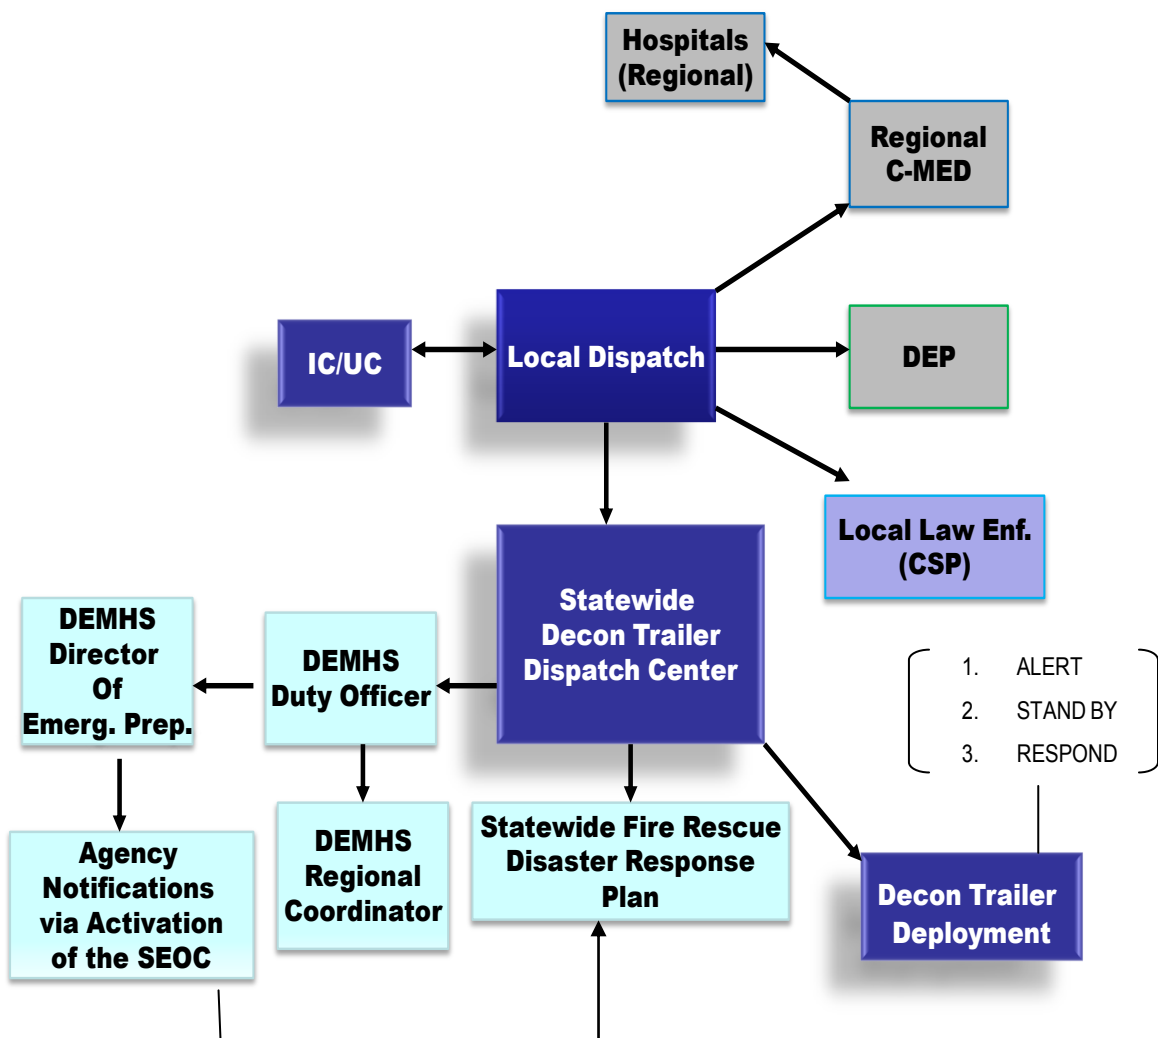 Hospitals
(Regional)
Regional
C-MED
IC/UC
Local Dispatch
DEP
Local Law Enf.
(CSP)
Statewide
Decon Trailer
Dispatch Center
DEMHS
Director
Of
Emerg. Prep.
DEMHS
Duty Officer
1. ALERT
2. STAND BY
3. RESPOND
Agency
Notifications
via Activation
of the SEOC
DEMHS
Regional
Coordinator
Statewide Fire Rescue
Disaster Response
Plan
Decon Trailer
Deployment